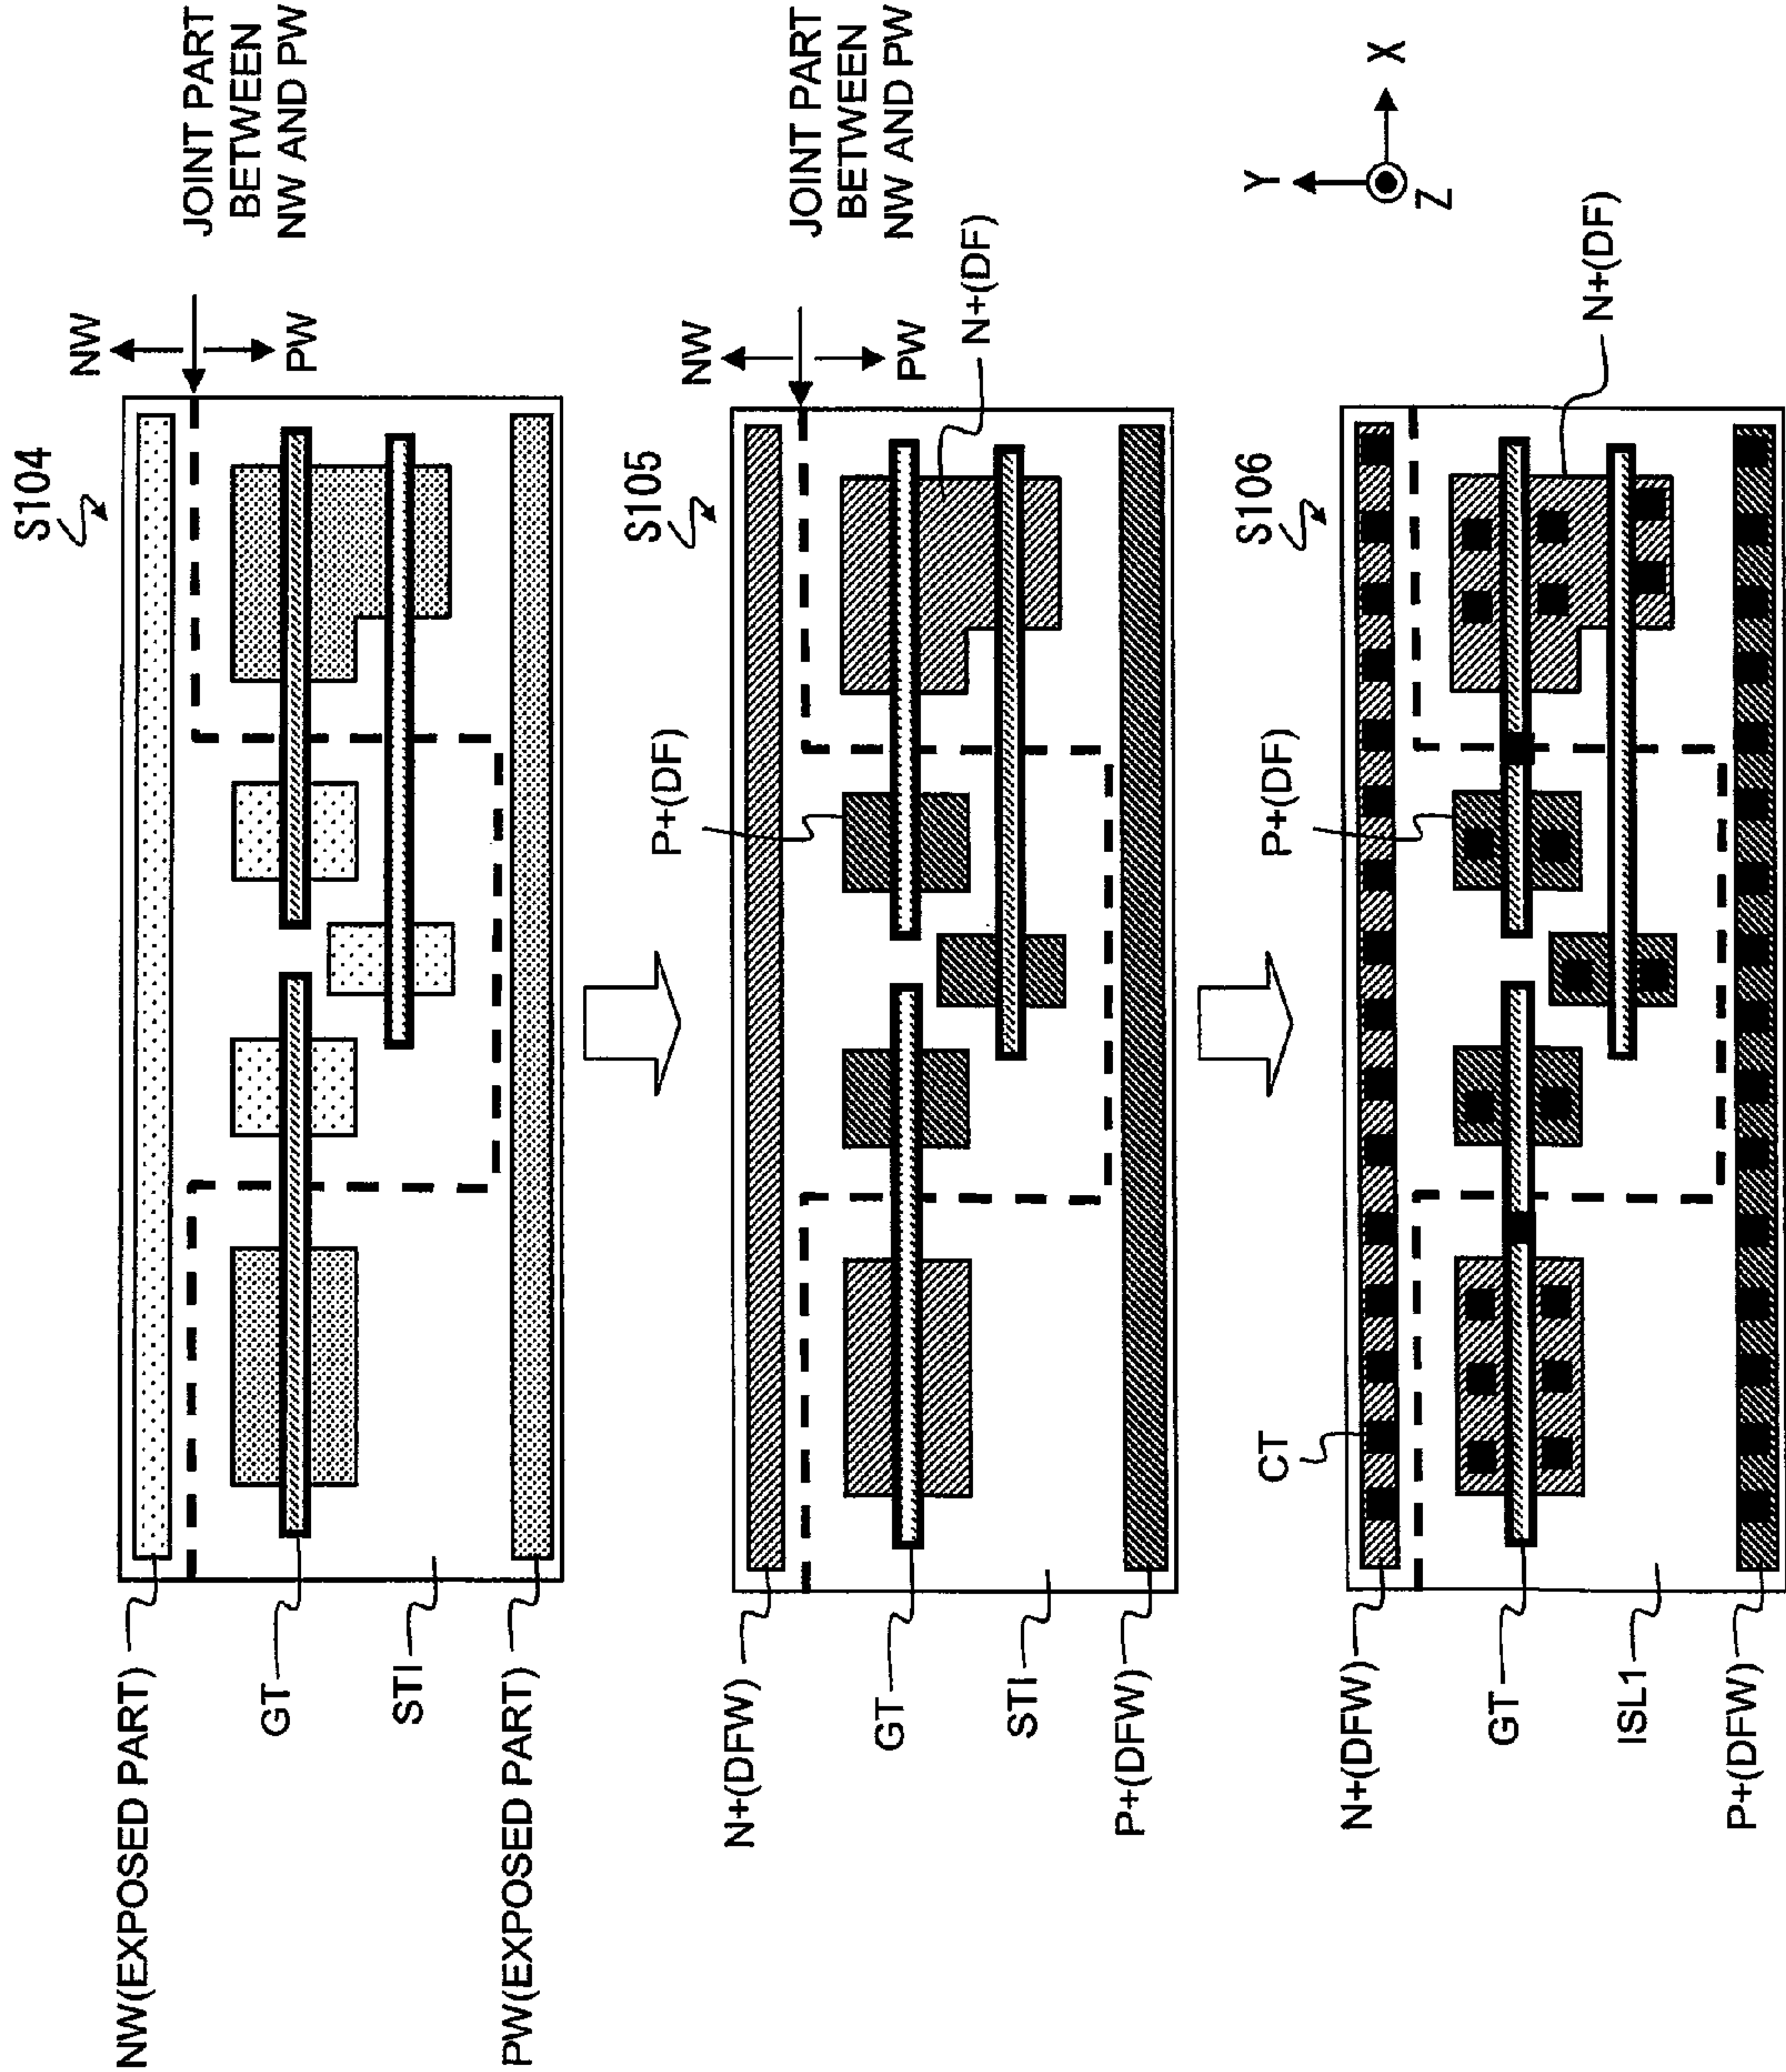 S104
NW
PW
JOINT PART
BETWEEN
NW AND PW
NW(EXPOSED PART)
GT
STI
PW(EXPOSED PART)
S105
NW
PW
JOINT PART
BETWEEN
NW AND PW
P+(DF)
N+(DF)
N+(DFW)
GT
STI
P+(DFW)
S106
P+(DF)
N+(DF)
CT
N+(DFW)
GT
ISL1
P+(DFW)
Y
X
Z